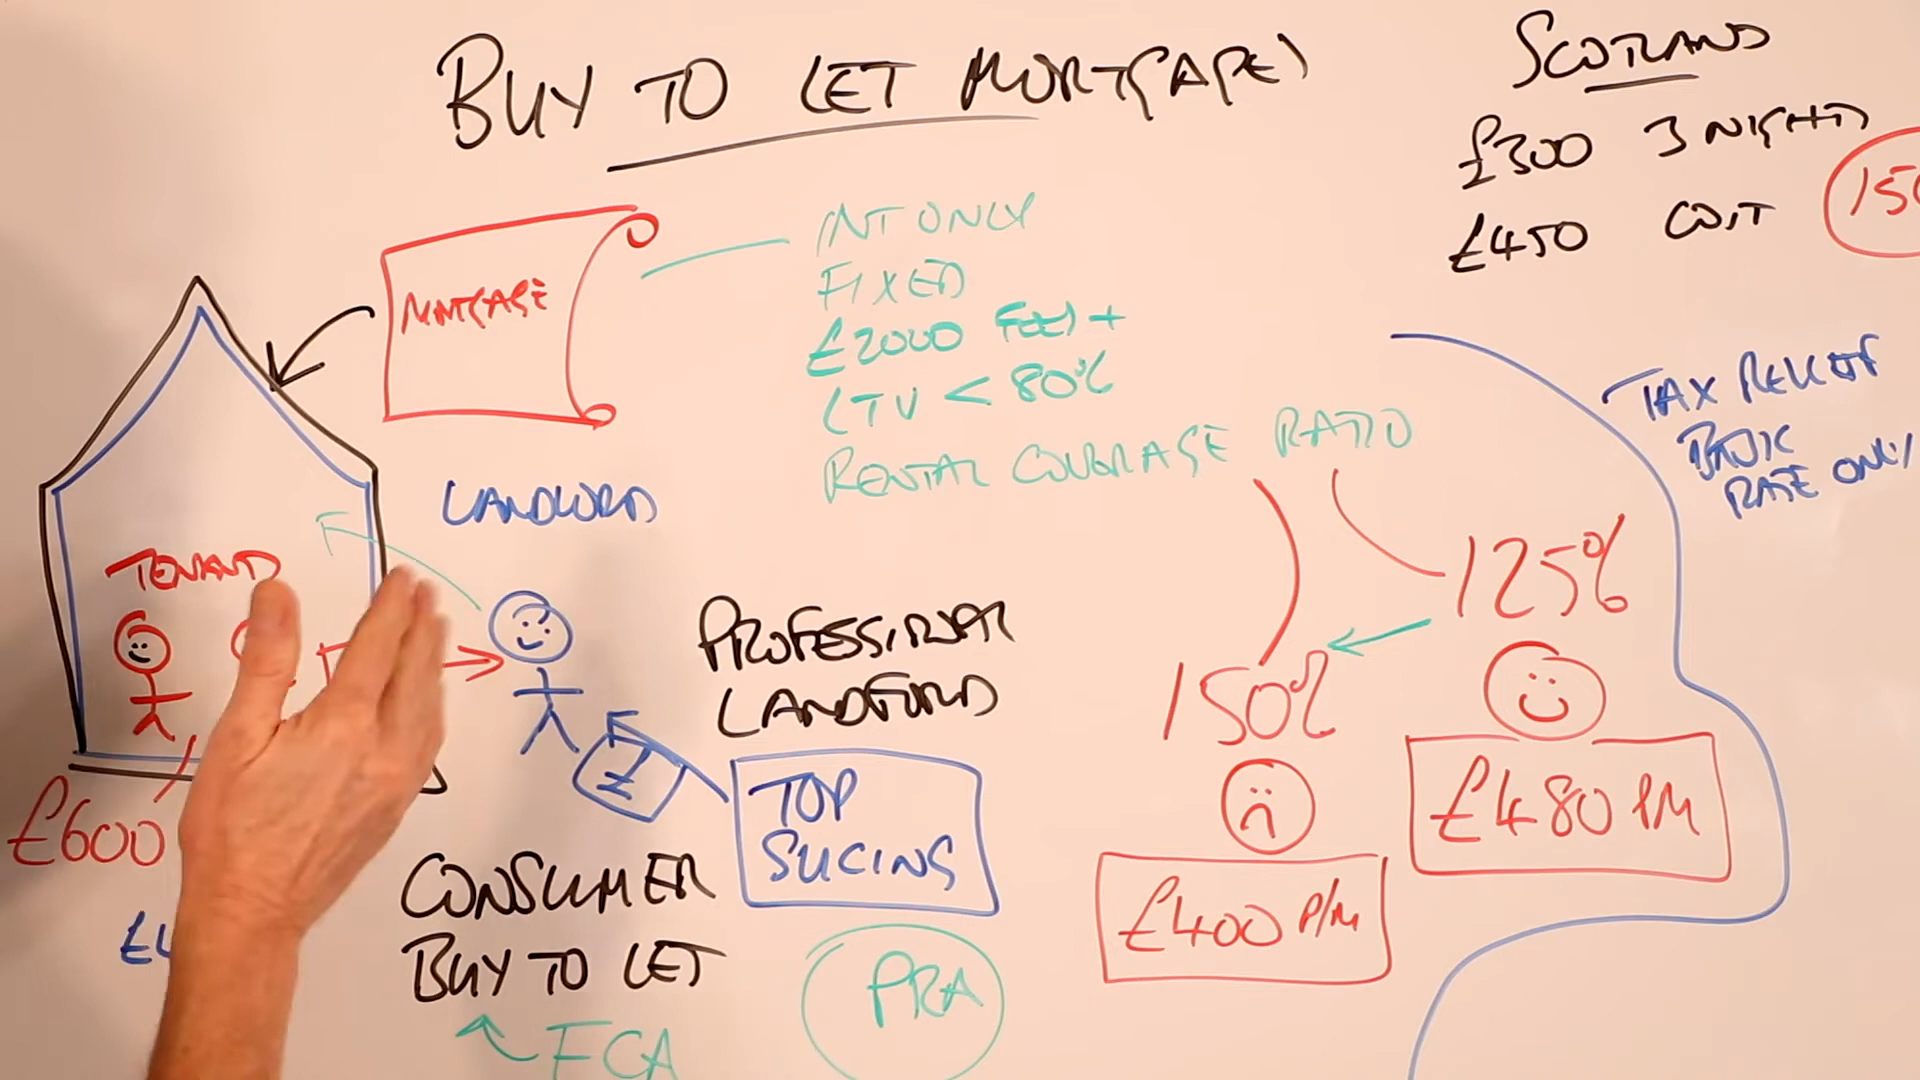 BUY TO LET MORTGAGES
SCOTLAND
£300 3 NIGHTS
£450 COST
INT ONLY
FIXED
£2000 FEES +
LTV < 80%
RENTAL COVERAGE RATIO
MORTGAGE
LANDLORD
TENANTS
£600
TAX RELIEF
BASIC
RATE ONLY
125%
150%
£480 PM
£400 P/M
PROFESSIONAL
LANDLORD
£
TOP
SLICING
CONSUMER
BUY TO LET
FCA
PRA